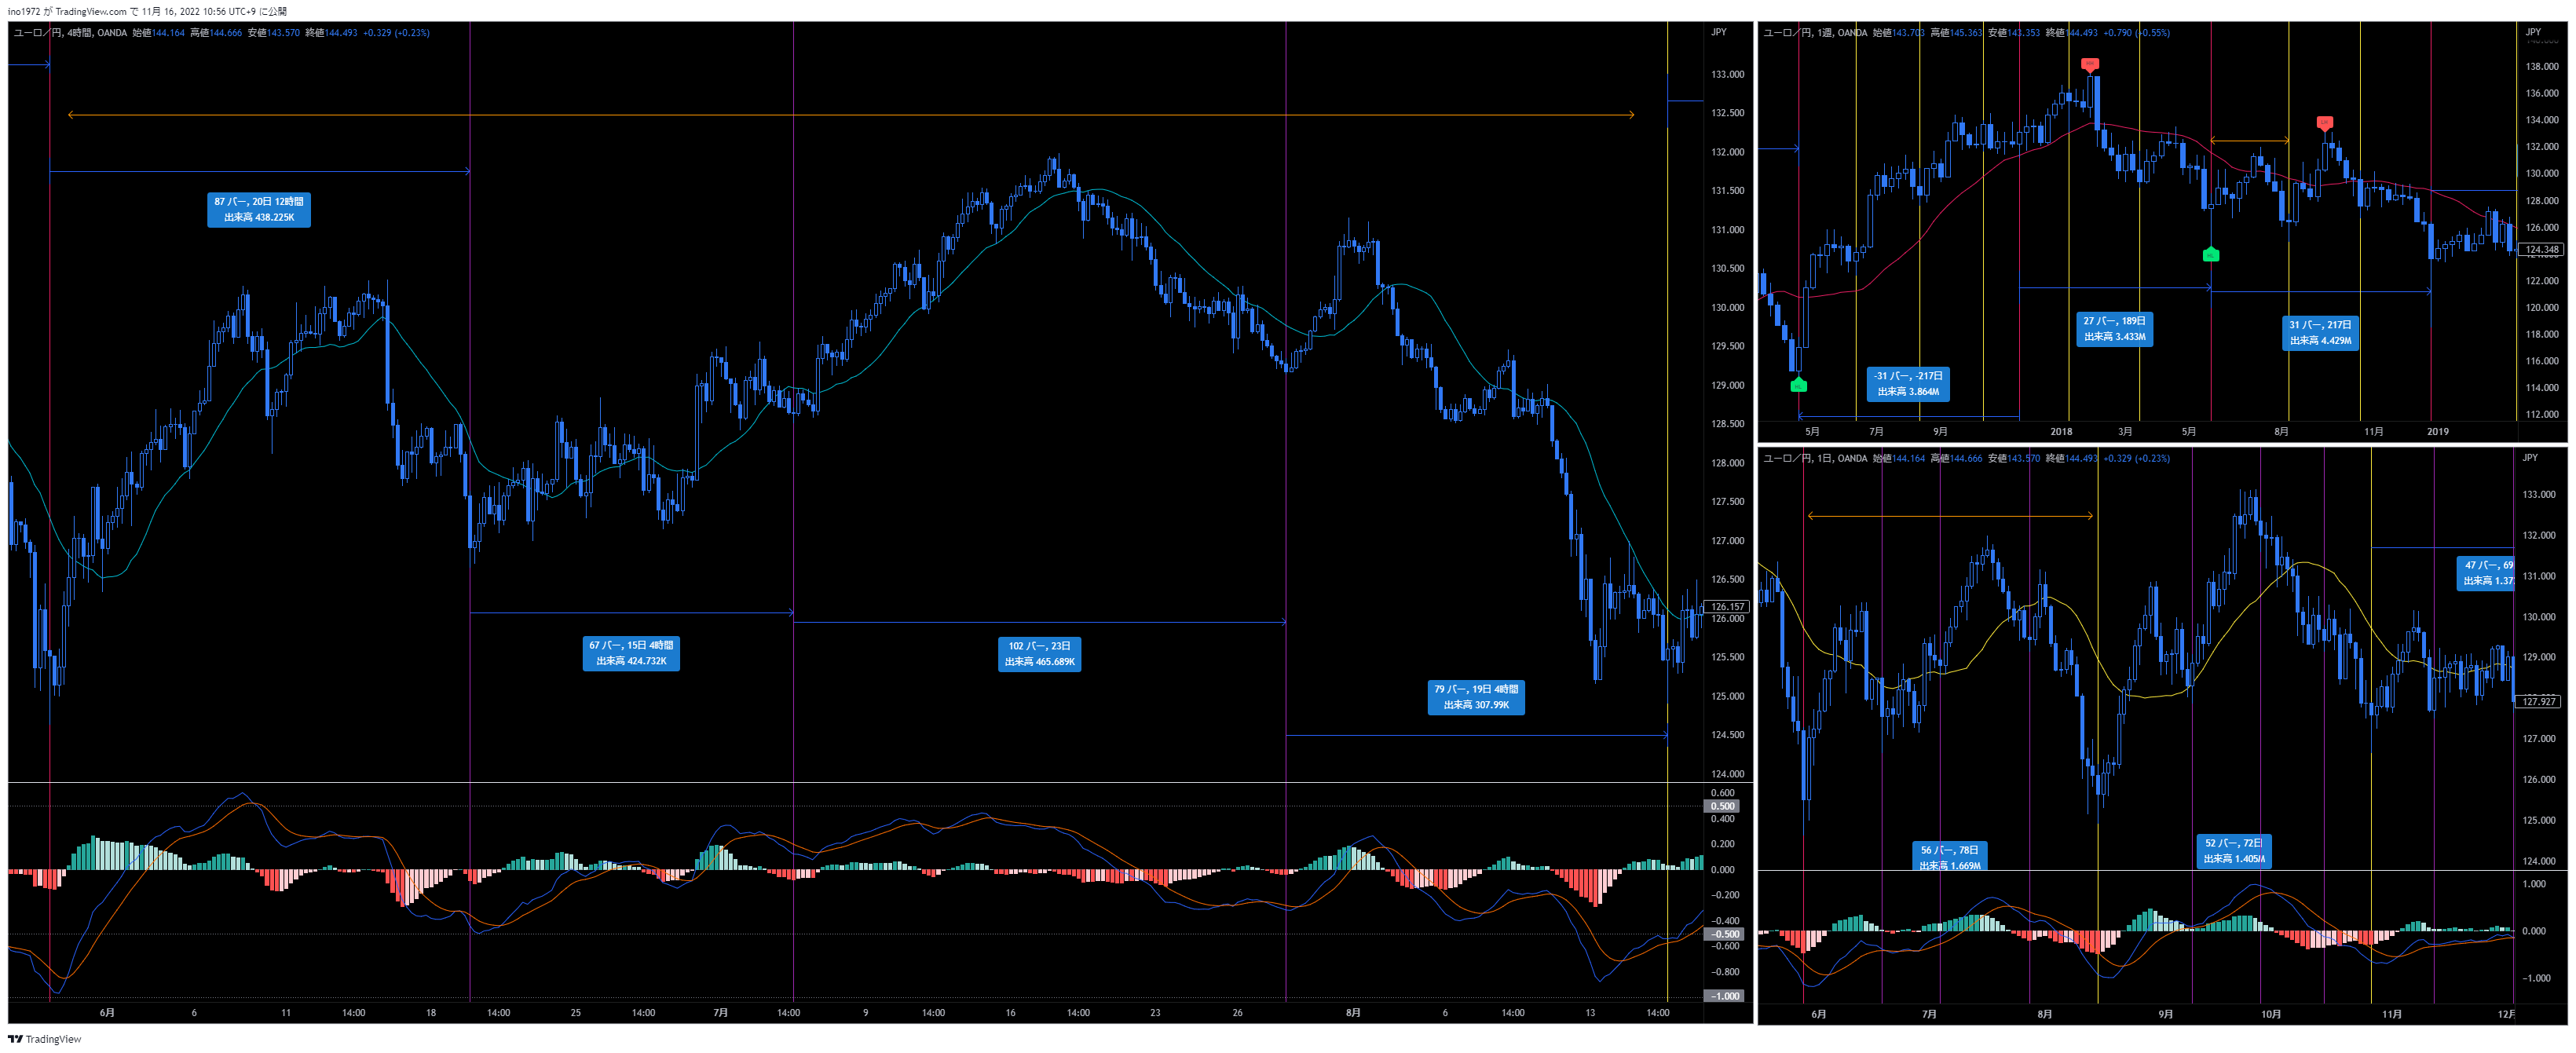 ino1972 が TradingView.com で 11月 16, 2022 10:56 UTC+9 に公開
ユーロ／円, 4時間, OANDA 始値144.164 高値144.666 安値143.570 終値144.493 +0.329 (+0.23%)
JPY
133.000
132.500
132.000
131.500
131.000
130.500
130.000
129.500
129.000
128.500
128.000
127.500
127.000
126.500
126.157
126.000
125.500
125.000
124.500
124.000
87 バー, 20日 12時間
出来高 438.225K
67 バー, 15日 4時間
出来高 424.732K
102 バー, 23日
出来高 465.689K
79 バー, 19日 4時間
出来高 307.99K
0.600
0.500
0.400
0.200
0.000
−0.200
−0.400
−0.500
−0.600
−0.800
−1.000
6月 6 11 14:00 18 14:00 25 14:00 7月 14:00 9 14:00 16 14:00 23 26 8月 6 14:00 13 14:00
ユーロ／円, 1週, OANDA 始値143.703 高値145.363 安値143.353 終値144.493 +0.790 (+0.55%)
JPY
138.000
136.000
134.000
132.000
130.000
128.000
126.000
124.348
122.000
120.000
118.000
116.000
114.000
112.000
-31 バー, -217日
出来高 3.864M
27 バー, 189日
出来高 3.433M
31 バー, 217日
出来高 4.429M
5月 7月 9月 2018 3月 5月 8月 11月 2019
ユーロ／円, 1日, OANDA 始値144.164 高値144.666 安値143.570 終値144.493 +0.329 (+0.23%)
JPY
133.000
132.000
131.000
130.000
129.000
127.927
127.000
126.000
125.000
124.000
47 バー, 69
出来高 1.37
56 バー, 78日
出来高 1.669M
52 バー, 72日
出来高 1.405M
1.000
0.000
−1.000
6月 7月 8月 9月 10月 11月 12月
TradingView